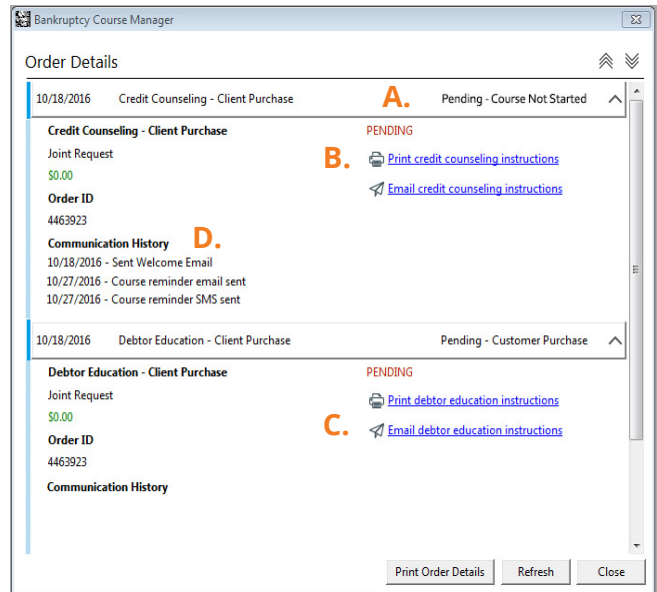 Bankruptcy Course Manager
Order Details
10/18/2016 Credit Counseling - Client Purchase A. Pending - Course Not Started
Credit Counseling - Client Purchase PENDING
Joint Request B. Print credit counseling instructions
$0.00 Email credit counseling instructions
Order ID
4463923
Communication History D.
10/18/2016 - Sent Welcome Email
10/27/2016 - Course reminder email sent
10/27/2016 - Course reminder SMS sent
10/18/2016 Debtor Education - Client Purchase Pending - Customer Purchase
Debtor Education - Client Purchase PENDING
Joint Request Print debtor education instructions
$0.00 C. Email debtor education instructions
Order ID
4463923
Communication History
Print Order Details Refresh Close